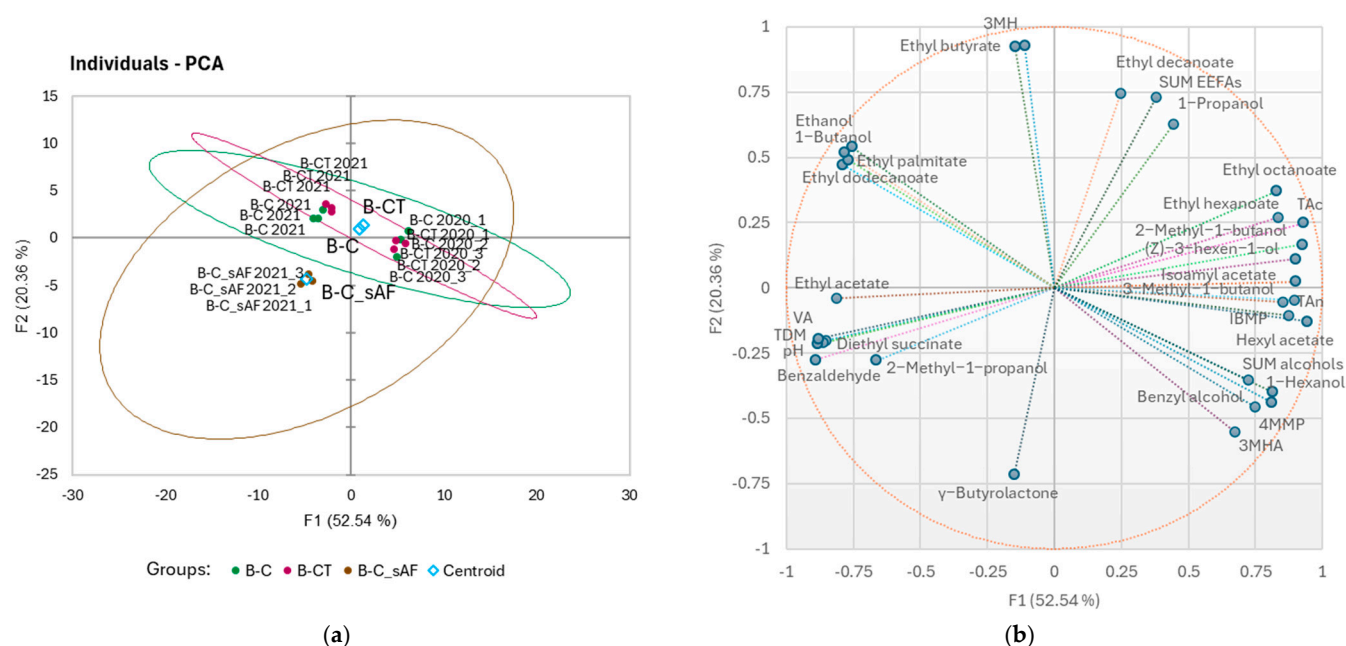 Individuals - PCA
15
10
5
0
-5
-10
-15
-20
-25
F2 (20.36 %)
B-CT 2021
B-CT 2021
B-CT 2021
B-C 2021
B-C 2021
B-C 2021
B-CT
B-C
B-C 2020_1
B-CT 2020_1
B-C 2020_2
B-CT 2020_3
B-CT 2020_2
B-C 2020_3
B-C_sAF 2021_3
B-C_sAF 2021_2
B-C_sAF 2021_1
B-C_sAF
-30
-20
-10
0
10
20
30
F1 (52.54 %)
Groups: B-C B-CT B-C_sAF Centroid
(a)
1
0.75
0.5
0.25
0
-0.25
-0.5
-0.75
-1
F2 (20.36 %)
3MH
Ethyl butyrate
Ethyl decanoate
SUM EEFAs
1-Propanol
Ethanol
1-Butanol
Ethyl palmitate
Ethyl dodecanoate
Ethyl octanoate
Ethyl hexanoate
TAc
2-Methyl-1-butanol
(Z)-3-hexen-1-ol
Isoamyl acetate
3-Methyl-1-butanol
TAn
IBMP
Hexyl acetate
Ethyl acetate
VA
TDM
pH
Diethyl succinate
Benzaldehyde
2-Methyl-1-propanol
SUM alcohols
1-Hexanol
Benzyl alcohol
4MMP
3MHA
γ-Butyrolactone
-1
-0.75
-0.5
-0.25
0
0.25
0.5
0.75
1
F1 (52.54 %)
(b)